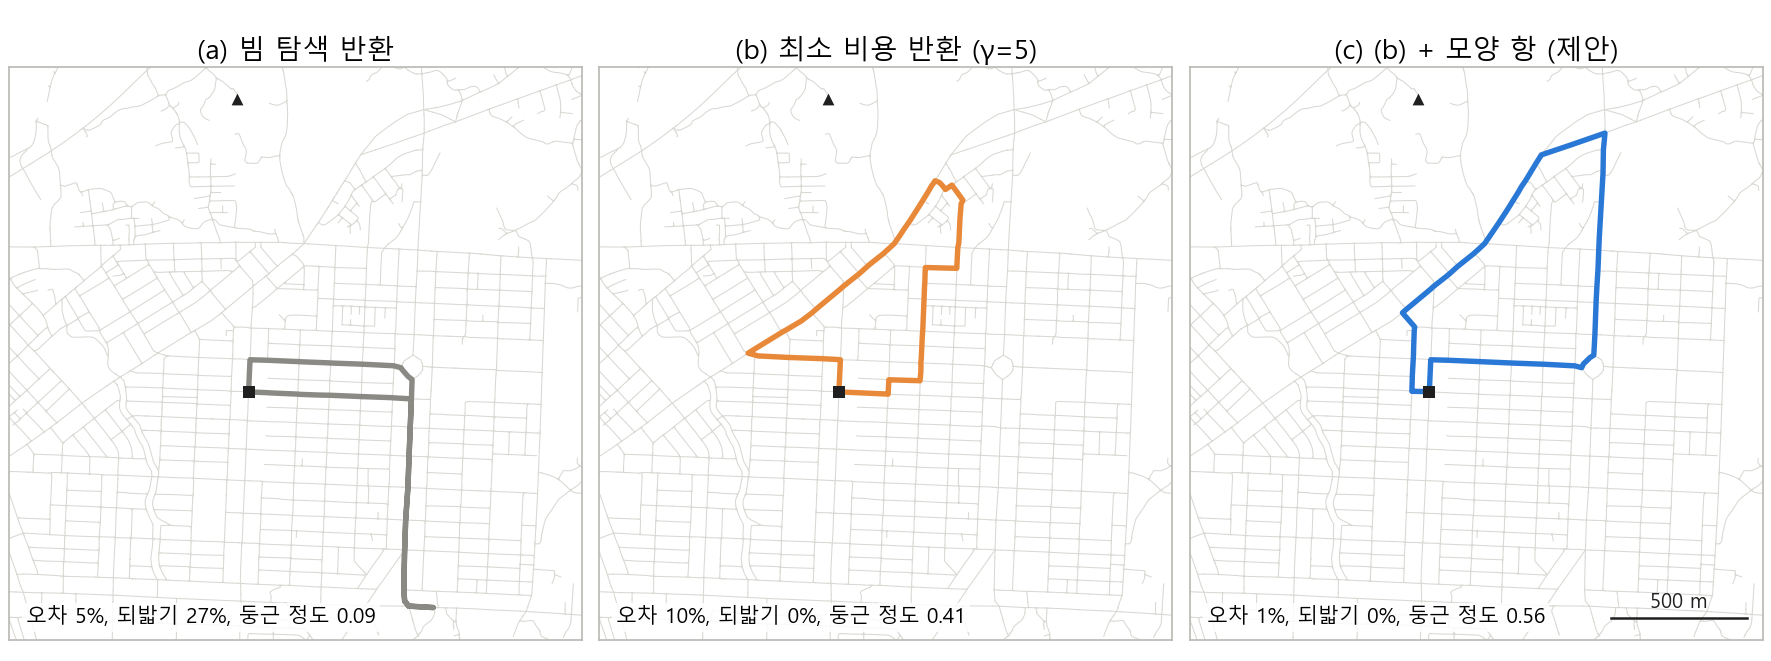 (a) 빔 탐색 반환
(b) 최소 비용 반환 (γ=5)
(c) (b) + 모양 항 (제안)
오차 5%, 되밟기 27%, 둥근 정도 0.09
오차 10%, 되밟기 0%, 둥근 정도 0.41
오차 1%, 되밟기 0%, 둥근 정도 0.56
500 m